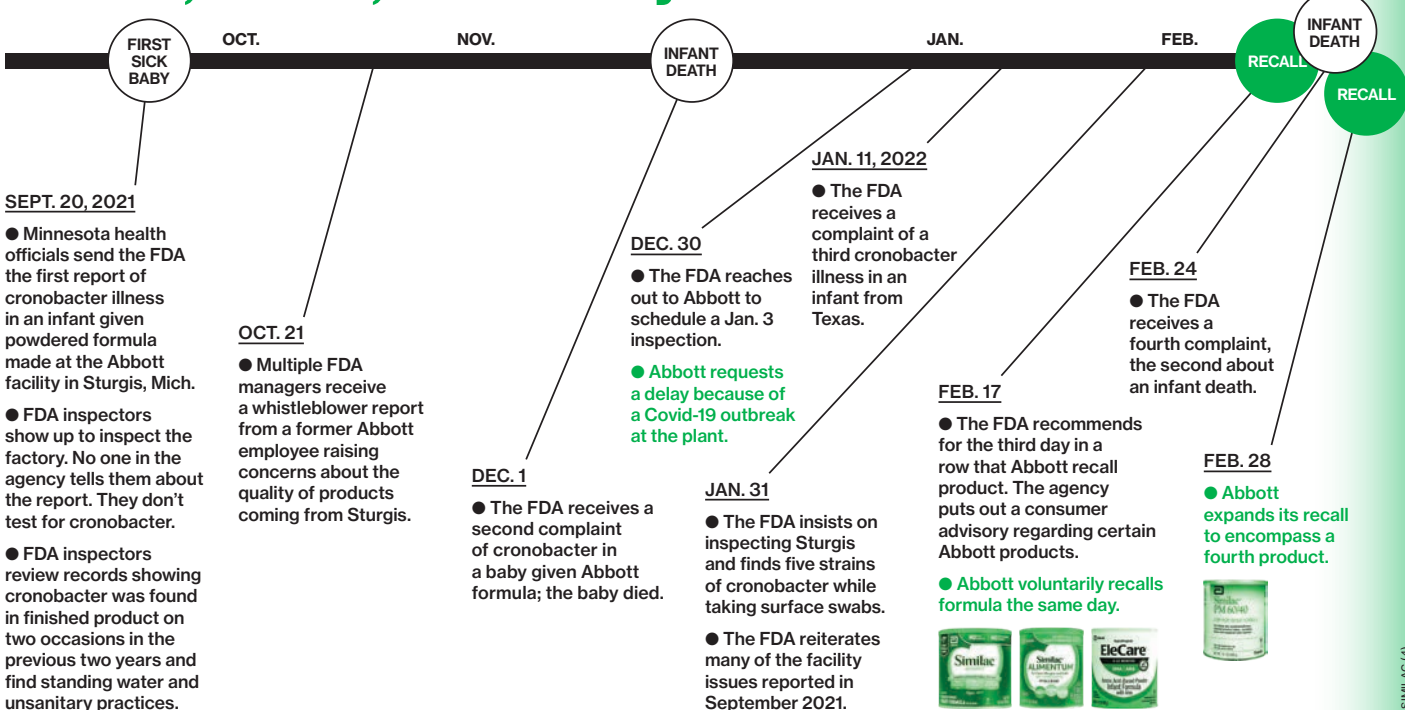 FIRST
SICK
BABY
OCT.
NOV.
INFANT
DEATH
JAN.
FEB.
RECALL
INFANT
DEATH
RECALL
SEPT. 20, 2021
● Minnesota health
officials send the FDA
the first report of
cronobacter illness
in an infant given
powdered formula
made at the Abbott
facility in Sturgis, Mich.
● FDA inspectors
show up to inspect the
factory. No one in the
agency tells them about
the report. They don't
test for cronobacter.
● FDA inspectors
review records showing
cronobacter was found
in finished product on
two occasions in the
previous two years and
find standing water and
unsanitary practices.
OCT. 21
● Multiple FDA
managers receive
a whistleblower report
from a former Abbott
employee raising
concerns about the
quality of products
coming from Sturgis.
DEC. 1
● The FDA receives a
second complaint
of cronobacter in
a baby given Abbott
formula; the baby died.
DEC. 30
● The FDA reaches
out to Abbott to
schedule a Jan. 3
inspection.
● Abbott requests
a delay because of
a Covid-19 outbreak
at the plant.
JAN. 11, 2022
● The FDA
receives a
complaint of a
third cronobacter
illness in an
infant from
Texas.
JAN. 31
● The FDA insists on
inspecting Sturgis
and finds five strains
of cronobacter while
taking surface swabs.
● The FDA reiterates
many of the facility
issues reported in
September 2021.
FEB. 17
● The FDA recommends
for the third day in a
row that Abbott recall
product. The agency
puts out a consumer
advisory regarding certain
Abbott products.
● Abbott voluntarily recalls
formula the same day.
Similac
Similac
ALIMENTUM
EleCare
FEB. 24
● The FDA
receives a
fourth complaint,
the second about
an infant death.
FEB. 28
● Abbott
expands its recall
to encompass a
fourth product.
Similac
PM 60/40
SIMILAC (4)